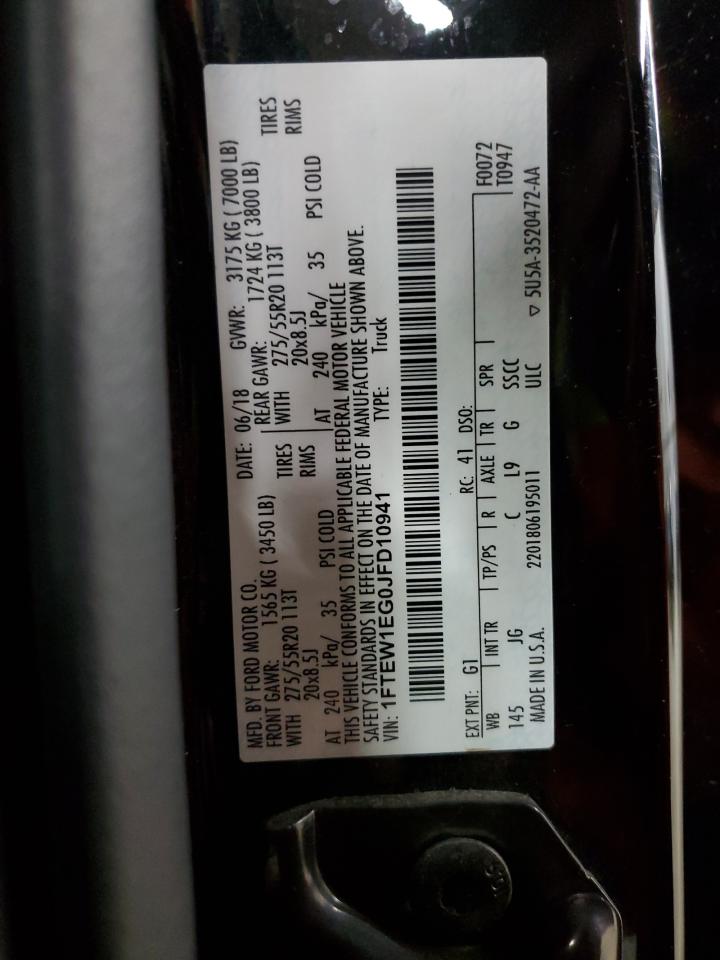 MFD. BY FORD MOTOR CO. DATE: 06/18 GVWR: 3175 KG ( 7000 LB)
FRONT GAWR: 1565 KG ( 3450 LB) REAR GAWR: 1724 KG ( 3800 LB)
WITH 275/55R20 113T TIRES WITH 275/55R20 113T TIRES
20x8.5J RIMS 20x8.5J RIMS
AT 240 kPa/ 35 PSI COLD AT 240 kPa/ 35 PSI COLD
THIS VEHICLE CONFORMS TO ALL APPLICABLE FEDERAL MOTOR VEHICLE
SAFETY STANDARDS IN EFFECT ON THE DATE OF MANUFACTURE SHOWN ABOVE.
VIN: 1FTEW1EG0JFD10941 TYPE: Truck
EXT PNT: G1 RC: 41 DSO:
WB INT TR TP/PS R AXLE TR SPR F0072
145 JG C L9 G SSCC T0947
MADE IN U.S.A. 2201806195011 ULC ▽ 5U5A-3520472-AA